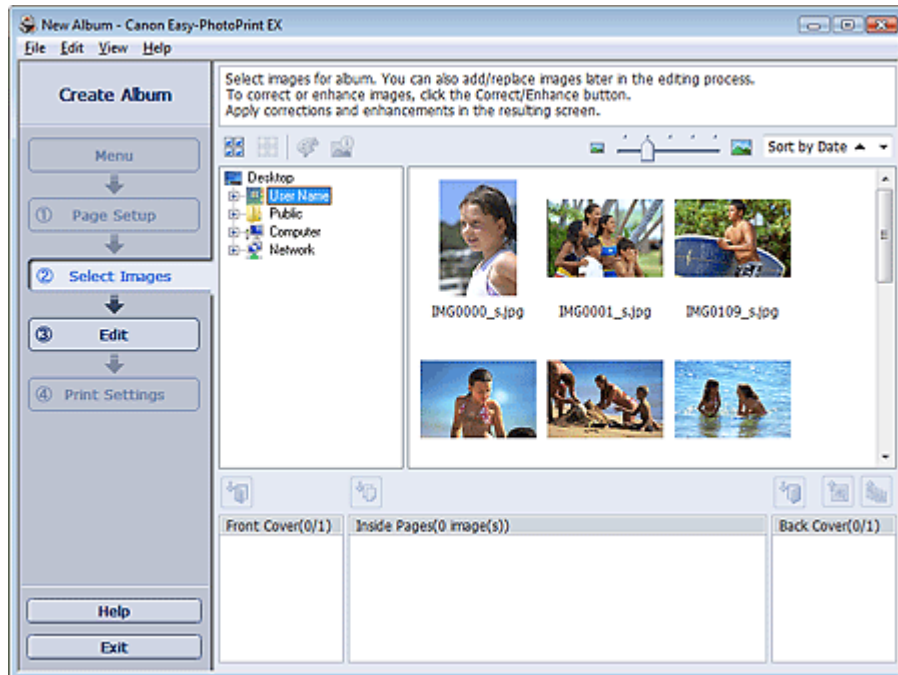 New Album - Canon Easy-PhotoPrint EX
File Edit View Help
Create Album
Menu
① Page Setup
② Select Images
③ Edit
④ Print Settings
Help
Exit
Select images for album. You can also add/replace images later in the editing process.
To correct or enhance images, click the Correct/Enhance button.
Apply corrections and enhancements in the resulting screen.
Sort by Date
Desktop
User Name
Public
Computer
Network
IMG0000_s.jpg IMG0001_s.jpg IMG0109_s.jpg
Front Cover(0/1) Inside Pages(0 image(s)) Back Cover(0/1)